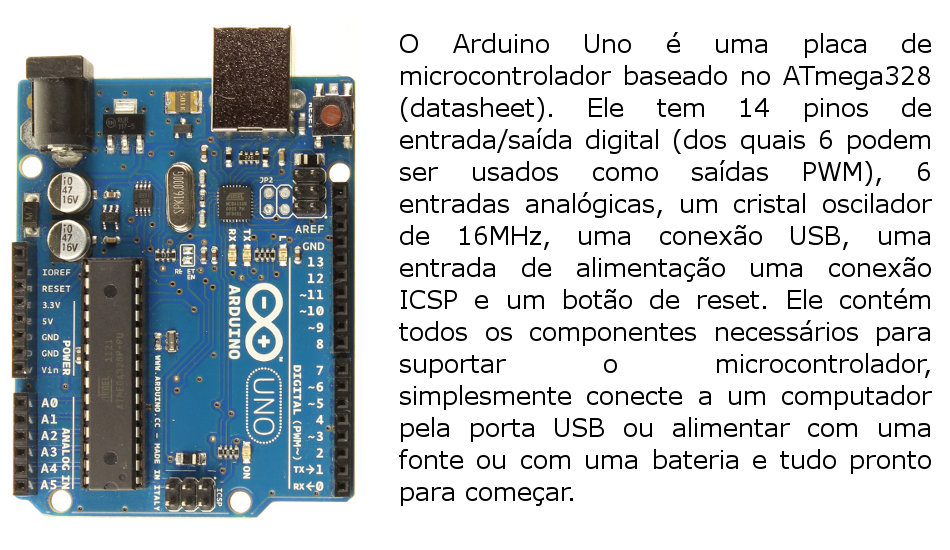 O Arduino Uno é uma placa de
microcontrolador baseado no ATmega328
(datasheet). Ele tem 14 pinos de
entrada/saída digital (dos quais 6 podem
ser usados como saídas PWM), 6
entradas analógicas, um cristal oscilador
de 16MHz, uma conexão USB, uma
entrada de alimentação uma conexão
ICSP e um botão de reset. Ele contém
todos os componentes necessários para
suportar o microcontrolador,
simplesmente conecte a um computador
pela porta USB ou alimentar com uma
fonte ou com uma bateria e tudo pronto
para começar.
RESET
47
16V
47
16V
SPK16.000G
JP2
AREF
GND
13
12
~11
~10
~9
8
7
~6
~5
4
~3
2
TX→1
RX←0
DIGITAL (PWM~)
TX
RX
L
ON
IOREF
RESET
3.3V
5V
GND
GND
Vin
POWER
A0
A1
A2
A3
A4
A5
ANALOG IN
ARDUINO
UNO
WWW.ARDUINO.CC - MADE IN ITALY
ICSP